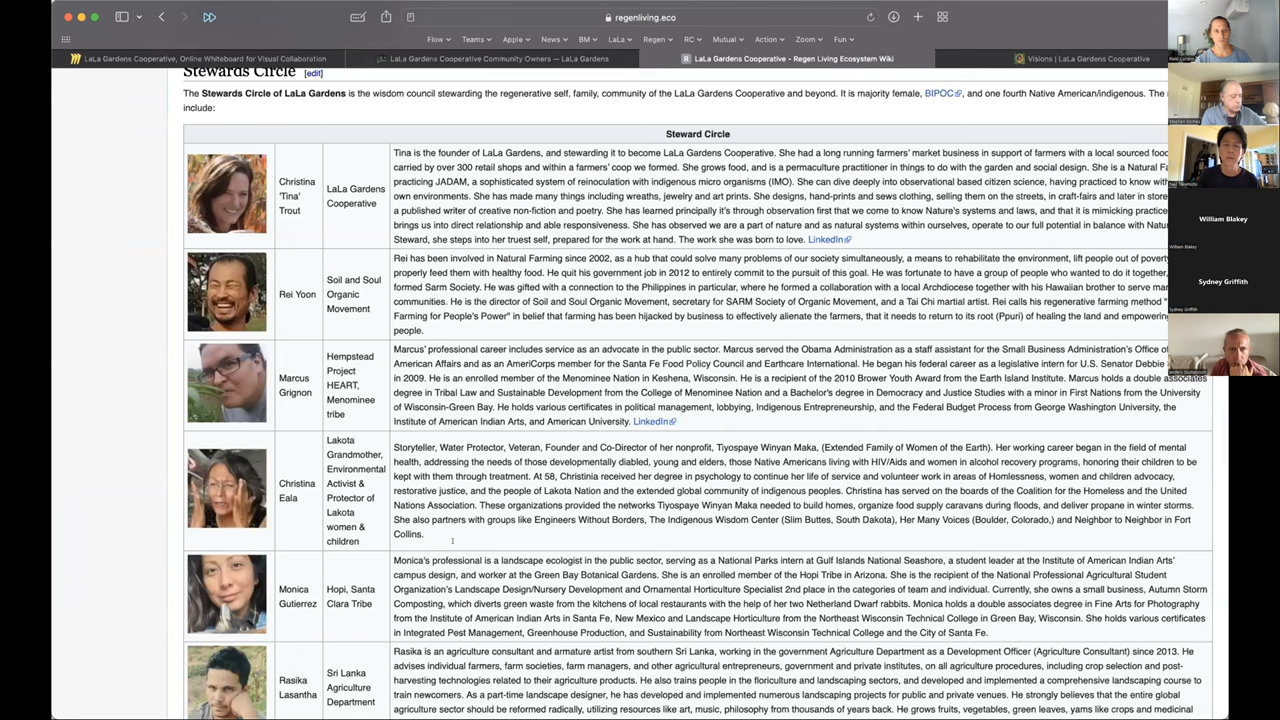 regenliving.eco
Flow Teams Apple News BM LaLa Regen RC Mutual Action Zoom Fun
LaLa Gardens Cooperative, Online Whiteboard for Visual Collaboration
LaLa Gardens Cooperative Community Owners — LaLa Gardens
R LaLa Gardens Cooperative - Regen Living Ecosystem Wiki
Visions | LaLa Gardens Cooperative
Stewards Circle [edit]
The Stewards Circle of LaLa Gardens is the wisdom council stewarding the regenerative self, family, community of the LaLa Gardens Cooperative and beyond. It is majority female, BIPOC, and one fourth Native American/indigenous. The
include:
Steward Circle
Christina
'Tina'
Trout
LaLa Gardens
Cooperative
Tina is the founder of LaLa Gardens, and stewarding it to become LaLa Gardens Cooperative. She had a long running farmers' market business in support of farmers with a local sourced
carried by over 300 retail shops and within a farmers' coop we formed. She grows food, and is a permaculture practitioner in things to do with the garden and social design. She is a Natural
practicing JADAM, a sophisticated system of reinoculation with indigenous micro organisms (IMO). She can dive deeply into observational based citizen science, having practiced to know
own environments. She has made many things including wreaths, jewelry and art prints. She designs, hand-prints and sews clothing, selling them on the streets, in craft-fairs and later in
a published writer of creative non-fiction and poetry. She has learned principally it's through observation first that we come to know Nature's systems and laws, and that it is mimicking
brings us into direct relationship and able responsiveness. She has observed we are a part of nature and as natural systems within ourselves, operate to our full potential in balance with
Steward, she steps into her truest self, prepared for the work at hand. The work she was born to love. LinkedIn
Rei Yoon
Soil and Soul
Organic
Movement
Rei has been involved in Natural Farming since 2002, as a hub that could solve many problems of our society simultaneously, a means to rehabilitate the environment, lift people out of
properly feed them with healthy food. He quit his government job in 2012 to entirely commit to the pursuit of this goal. He was fortunate to have a group of people who wanted to do it together,
formed Sarm Society. He was gifted with a connection to the Philippines in particular, where he formed a collaboration with a local Archdiocese together with his Hawaiian brother to serve
communities. He is the director of Soil and Soul Organic Movement, secretary for SARM Society of Organic Movement, and a Tai Chi martial artist. Rei calls his regenerative farming method "
Farming for People's Power" in belief that farming has been hijacked by business to effectively alienate the farmers, that it needs to return to its root (Ppuri) of healing the land and
people.
Marcus
Grignon
Hempstead
Project
HEART,
Menominee
tribe
Marcus' professional career includes service as an advocate in the public sector. Marcus served the Obama Administration as a staff assistant for the Small Business Administration's Office of
American Affairs and as an AmeriCorps member for the Santa Fe Food Policy Council and Earthcare International. He began his federal career as a legislative intern for U.S. Senator Debbie
in 2009. He is an enrolled member of the Menominee Nation in Keshena, Wisconsin. He is a recipient of the 2010 Brower Youth Award from the Earth Island Institute. Marcus holds a double associates
degree in Tribal Law and Sustainable Development from the College of Menominee Nation and a Bachelor's degree in Democracy and Justice Studies with a minor in First Nations from the University
of Wisconsin-Green Bay. He holds various certificates in political management, lobbying, Indigenous Entrepreneurship, and the Federal Budget Process from George Washington University, the
Institute of American Indian Arts, and American University. LinkedIn
Christina
Eala
Lakota
Grandmother,
Environmental
Activist &
Protector of
Lakota
women &
children
Storyteller, Water Protector, Veteran, Founder and Co-Director of her nonprofit, Tiyospaye Winyan Maka, (Extended Family of Women of the Earth). Her working career began in the field of mental
health, addressing the needs of those developmentally diabled, young and elders, those Native Americans living with HIV/Aids and women in alcohol recovery programs, honoring their children to be
kept with them through treatment. At 58, Christinia received her degree in psychology to continue her life of service and volunteer work in areas of Homlessness, women and children advocacy,
restorative justice, and the people of Lakota Nation and the extended global community of indigenous peoples. Christina has served on the boards of the Coalition for the Homeless and the United
Nations Association. These organizations provided the networks Tiyospaye Winyan Maka needed to build homes, organize food supply caravans during floods, and deliver propane in winter storms.
She also partners with groups like Engineers Without Borders, The Indigenous Wisdom Center (Slim Buttes, South Dakota), Her Many Voices (Boulder, Colorado,) and Neighbor to Neighbor in Fort
Collins.
Monica
Gutierrez
Hopi, Santa
Clara Tribe
Monica's professional is a landscape ecologist in the public sector, serving as a National Parks intern at Gulf Islands National Seashore, a student leader at the Institute of American Indian Arts'
campus design, and worker at the Green Bay Botanical Gardens. She is an enrolled member of the Hopi Tribe in Arizona. She is the recipient of the National Professional Agricultural Student
Organization's Landscape Design/Nursery Development and Ornamental Horticulture Specialist 2nd place in the categories of team and individual. Currently, she owns a small business, Autumn Storm
Composting, which diverts green waste from the kitchens of local restaurants with the help of her two Netherland Dwarf rabbits. Monica holds a double associates degree in Fine Arts for Photography
from the Institute of American Indian Arts in Santa Fe, New Mexico and Landscape Horticulture from the Northeast Wisconsin Technical College in Green Bay, Wisconsin. She holds various certificates
in Integrated Pest Management, Greenhouse Production, and Sustainability from Northeast Wisconsin Technical College and the City of Santa Fe.
Rasika
Lasantha
Sri Lanka
Agriculture
Department
Rasika is an agriculture consultant and armature artist from southern Sri Lanka, working in the government Agriculture Department as a Development Officer (Agriculture Consultant) since 2013. He
advises individual farmers, farm societies, farm managers, and other agricultural entrepreneurs, government and private institutes, on all agriculture procedures, including crop selection and post-
harvesting technologies related to their agriculture products. He also trains people in the floriculture and landscaping sectors, and developed and implemented a comprehensive landscaping course to
train newcomers. As a part-time landscape designer, he has developed and implemented numerous landscaping projects for public and private venues. He strongly believes that the entire global
agriculture sector should be reformed radically, utilizing resources like art, music, philosophy from thousands of years back. He grows fruits, vegetables, green leaves, yams like crops and medicinal
William Blakey
William Blakey
Sydney Griffith
Sydney Griffith